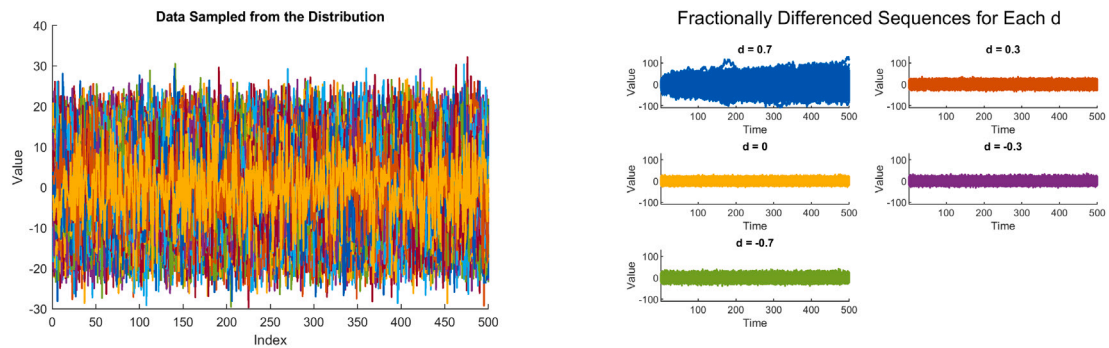 Data Sampled from the Distribution
40
30
20
10
0
-10
-20
-30
Value
0 50 100 150 200 250 300 350 400 450 500
Index
Fractionally Differenced Sequences for Each d
d = 0.7
Value
100
0
-100
100 200 300 400 500
Time
d = 0.3
Value
100
0
-100
100 200 300 400 500
Time
d = 0
Value
100
0
-100
100 200 300 400 500
Time
d = -0.3
Value
100
0
-100
100 200 300 400 500
Time
d = -0.7
Value
100
0
-100
100 200 300 400 500
Time